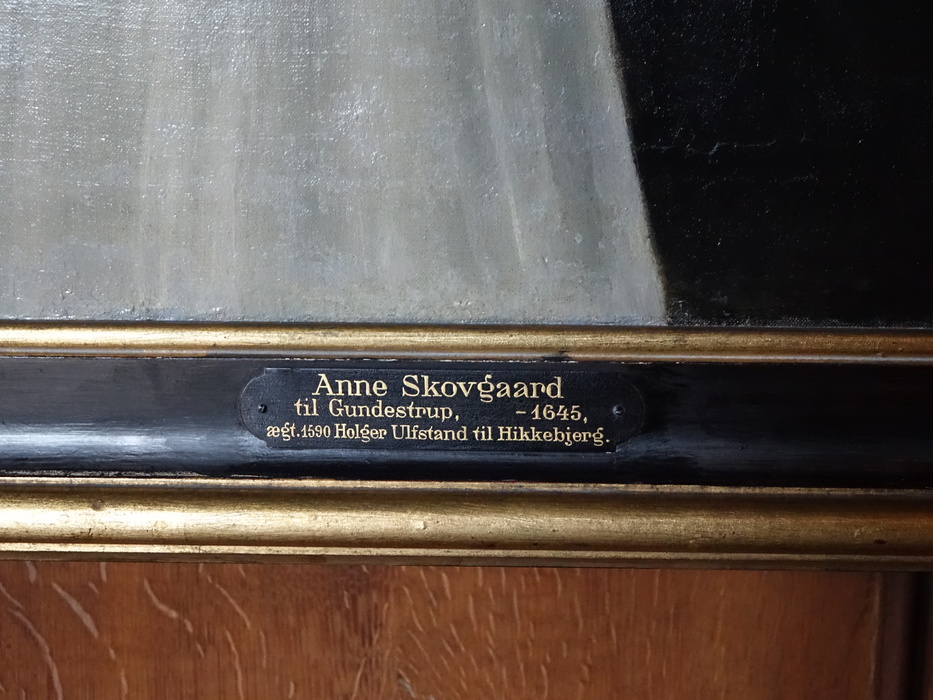 Anne Skovgaard
til Gundestrup, -1645,
ægt. 1590 Holger Ulfstand til Hikkebjerg.